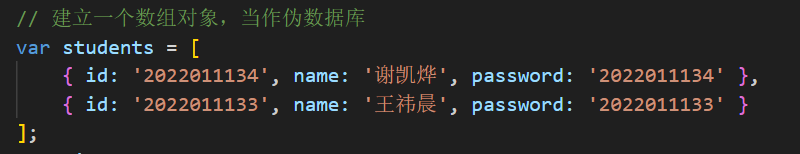 // 建立一个数组对象，当作伪数据库
var students = [
{ id: '2022011134', name: '谢凯烨', password: '2022011134' },
{ id: '2022011133', name: '王祎晨', password: '2022011133' }
];